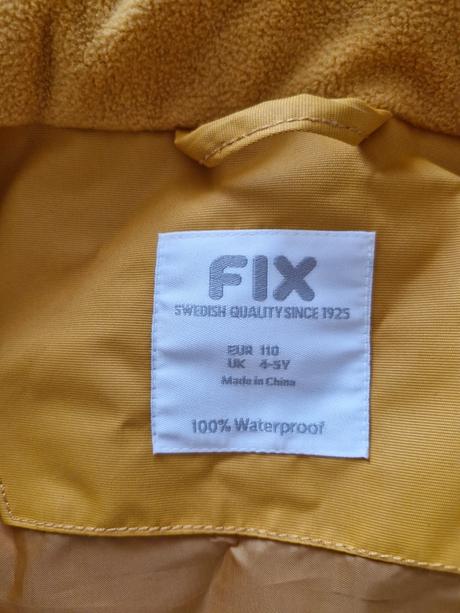 FIX
SWEDISH QUALITY SINCE 1925
EUR 110
UK 4-5Y
Made in China
100% Waterproof